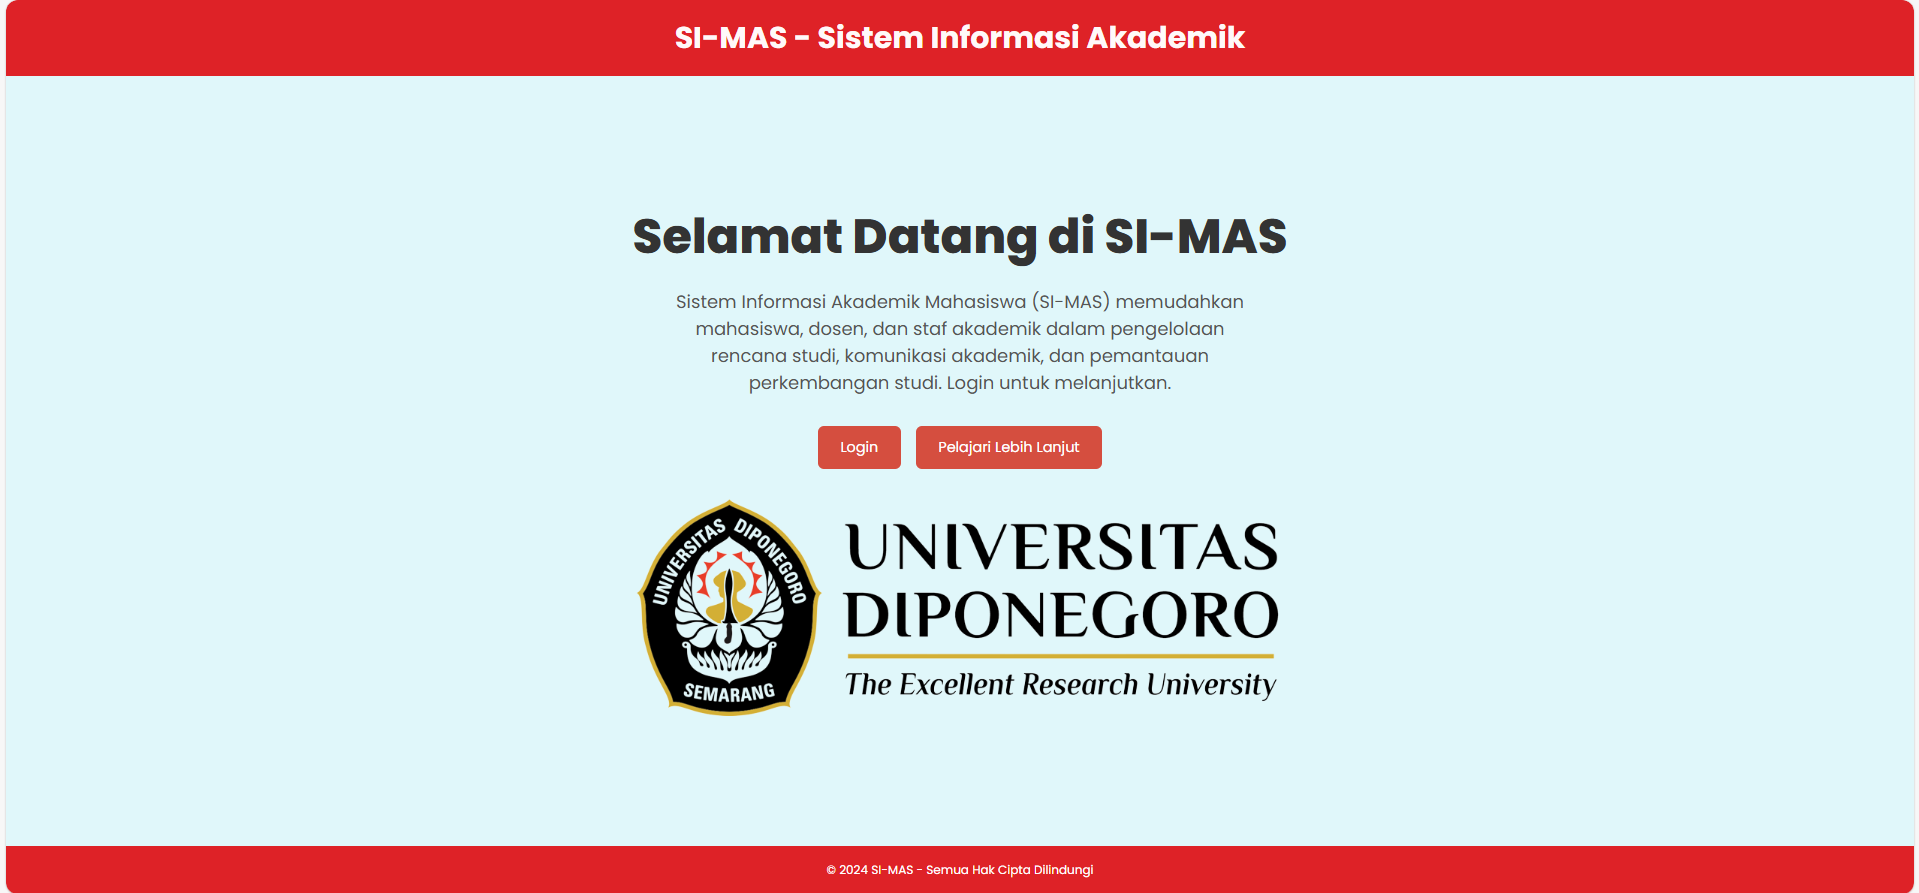 SI-MAS - Sistem Informasi Akademik
Selamat Datang di SI-MAS
Sistem Informasi Akademik Mahasiswa (SI-MAS) memudahkan
mahasiswa, dosen, dan staf akademik dalam pengelolaan
rencana studi, komunikasi akademik, dan pemantauan
perkembangan studi. Login untuk melanjutkan.
Login
Pelajari Lebih Lanjut
UNIVERSITAS DIPONEGORO
SEMARANG
UNIVERSITAS
DIPONEGORO
The Excellent Research University
© 2024 SI-MAS - Semua Hak Cipta Dilindungi